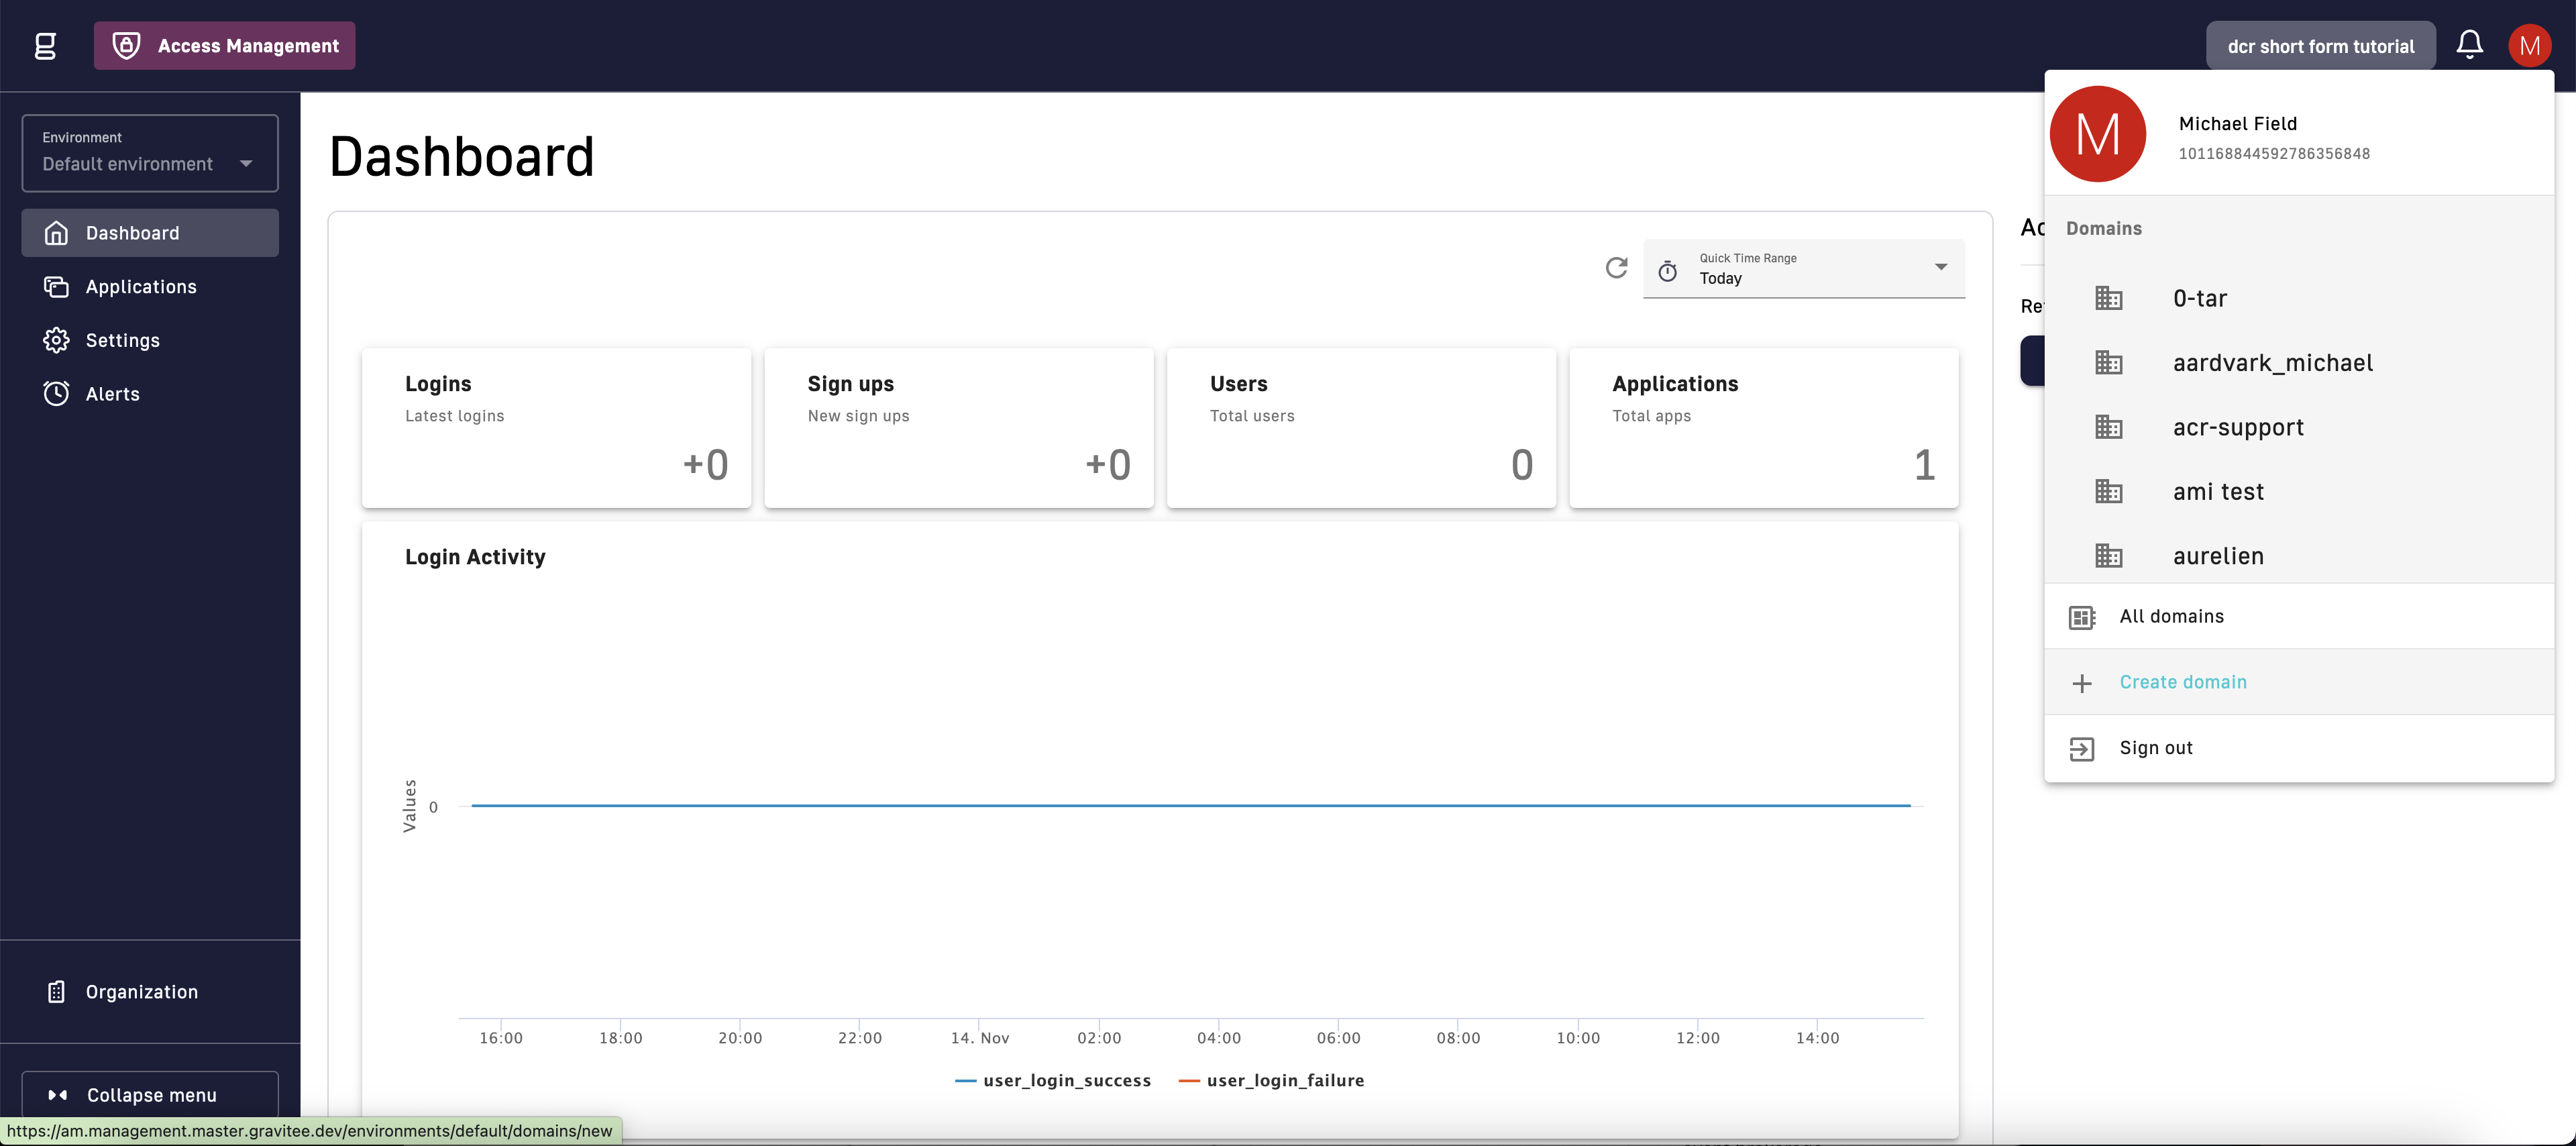 g
Access Management
dcr short form tutorial
M
Environment
Default environment
Dashboard
Applications
Settings
Alerts
Organization
Collapse menu
https://am.management.master.gravitee.dev/environments/default/domains/new
Dashboard
Quick Time Range
Today
Logins
Latest logins
+0
Sign ups
New sign ups
+0
Users
Total users
0
Applications
Total apps
1
Login Activity
Values
0
16:00 18:00 20:00 22:00 14. Nov 02:00 04:00 06:00 08:00 10:00 12:00 14:00
user_login_success user_login_failure
M
Michael Field
101168844592786356848
Domains
0-tar
aardvark_michael
acr-support
ami test
aurelien
All domains
Create domain
Sign out